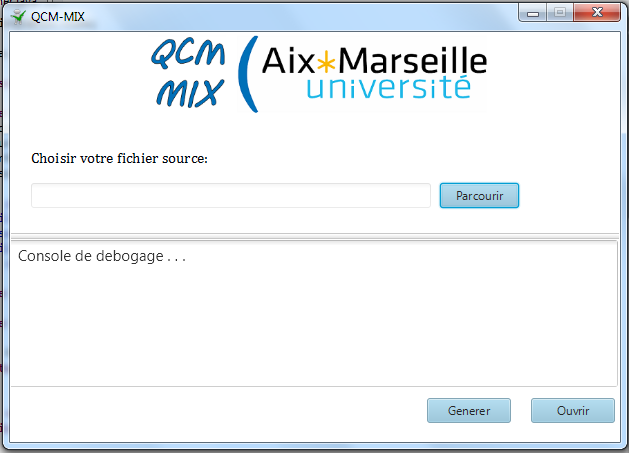 QCM-MIX
QCM
MIX
Aix*Marseille
université
Choisir votre fichier source:
Parcourir
Console de debogage . . .
Generer
Ouvrir